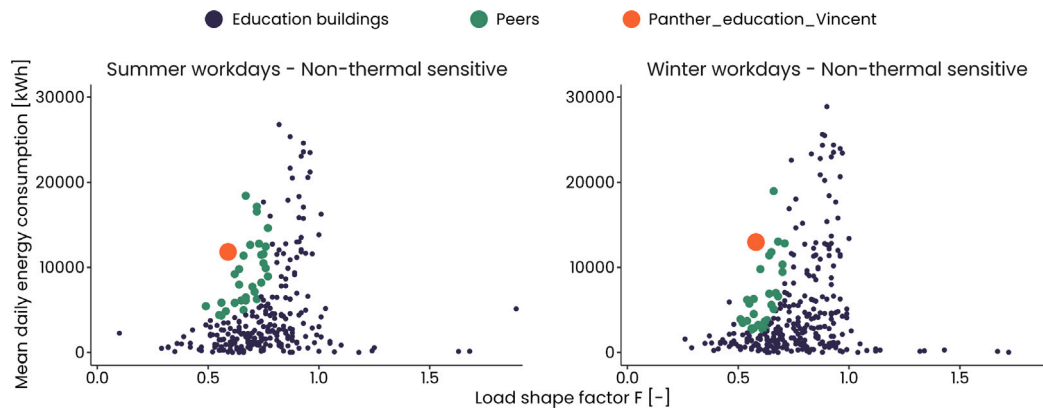 Education buildings
Peers
Panther_education_Vincent
Summer workdays - Non-thermal sensitive
Winter workdays - Non-thermal sensitive
Mean daily energy consumption [kWh]
30000
20000
10000
0
0.0
0.5
1.0
1.5
30000
20000
10000
0
0.0
0.5
1.0
1.5
Load shape factor F [-]